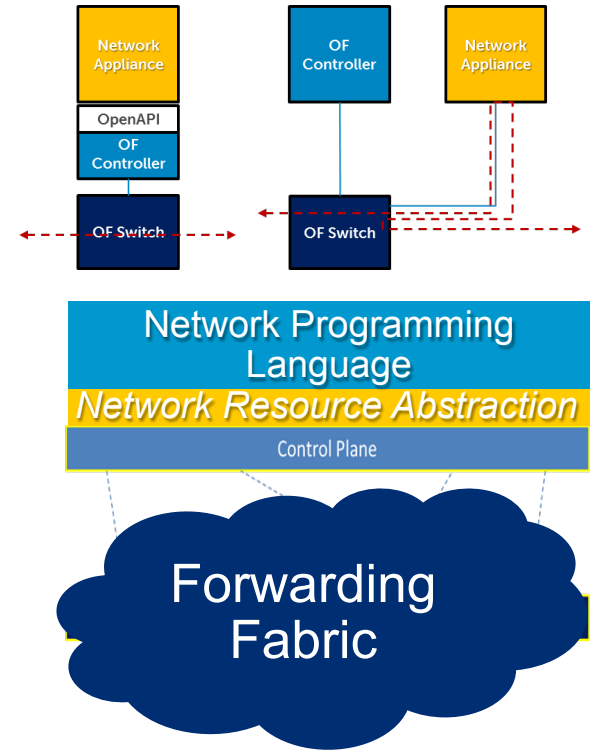 Network
Appliance
OpenAPI
OF
Controller
OF Switch
OF
Controller
Network
Appliance
OF Switch
Network Programming
Language
Network Resource Abstraction
Control Plane
Forwarding
Fabric